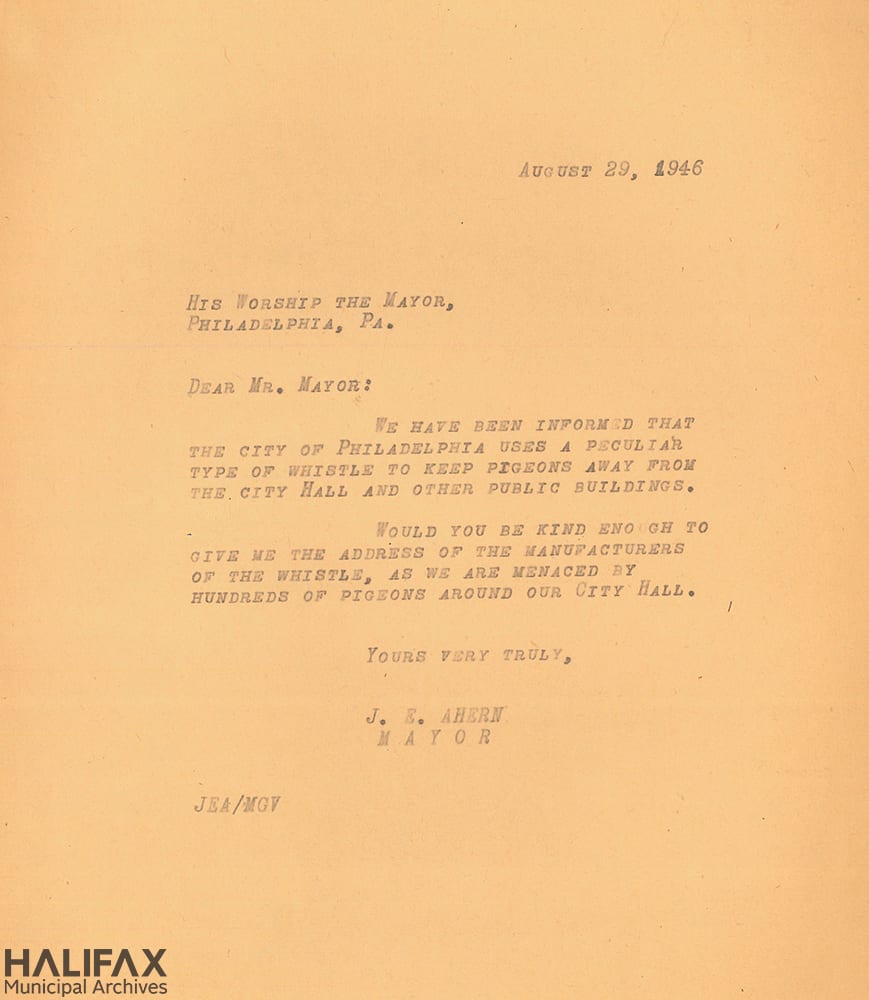 AUGUST 29, 1946
HIS WORSHIP THE MAYOR,
PHILADELPHIA, PA.
DEAR MR. MAYOR:
WE HAVE BEEN INFORMED THAT
THE CITY OF PHILADELPHIA USES A PECULIAR
TYPE OF WHISTLE TO KEEP PIGEONS AWAY FROM
THE CITY HALL AND OTHER PUBLIC BUILDINGS.
WOULD YOU BE KIND ENOUGH TO
GIVE ME THE ADDRESS OF THE MANUFACTURERS
OF THE WHISTLE, AS WE ARE MENACED BY
HUNDREDS OF PIGEONS AROUND OUR CITY HALL.
YOURS VERY TRULY,
J. E. AHERN
M A Y O R
JEA/MGV
HALIFAX
Municipal Archives